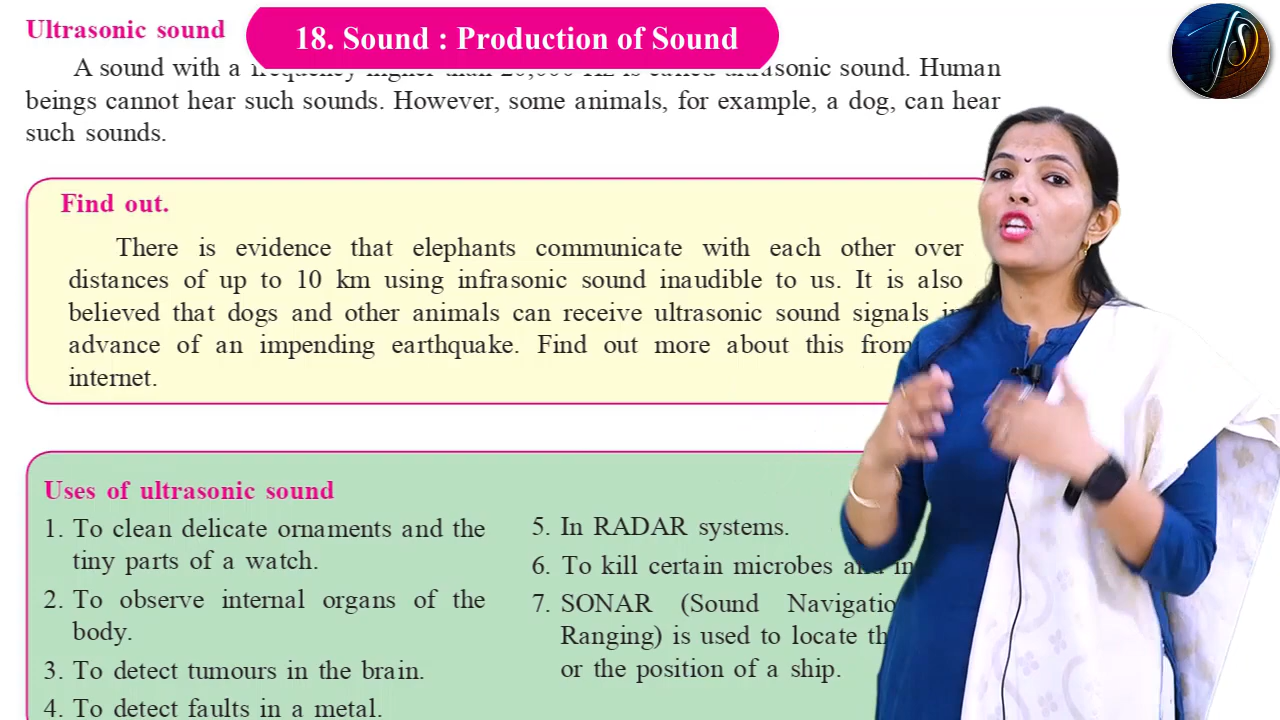 Ultrasonic sound
18. Sound : Production of Sound
A sound with a frequency higher than 20,000 Hz is called ultrasonic sound. Human
beings cannot hear such sounds. However, some animals, for example, a dog, can hear
such sounds.
Find out.
There is evidence that elephants communicate with each other over
distances of up to 10 km using infrasonic sound inaudible to us. It is also
believed that dogs and other animals can receive ultrasonic sound signals in
advance of an impending earthquake. Find out more about this from
internet.
Uses of ultrasonic sound
1. To clean delicate ornaments and the
tiny parts of a watch.
2. To observe internal organs of the
body.
3. To detect tumours in the brain.
4. To detect faults in a metal.
5. In RADAR systems.
6. To kill certain microbes and
7. SONAR (Sound Navigation
Ranging) is used to locate
or the position of a ship.